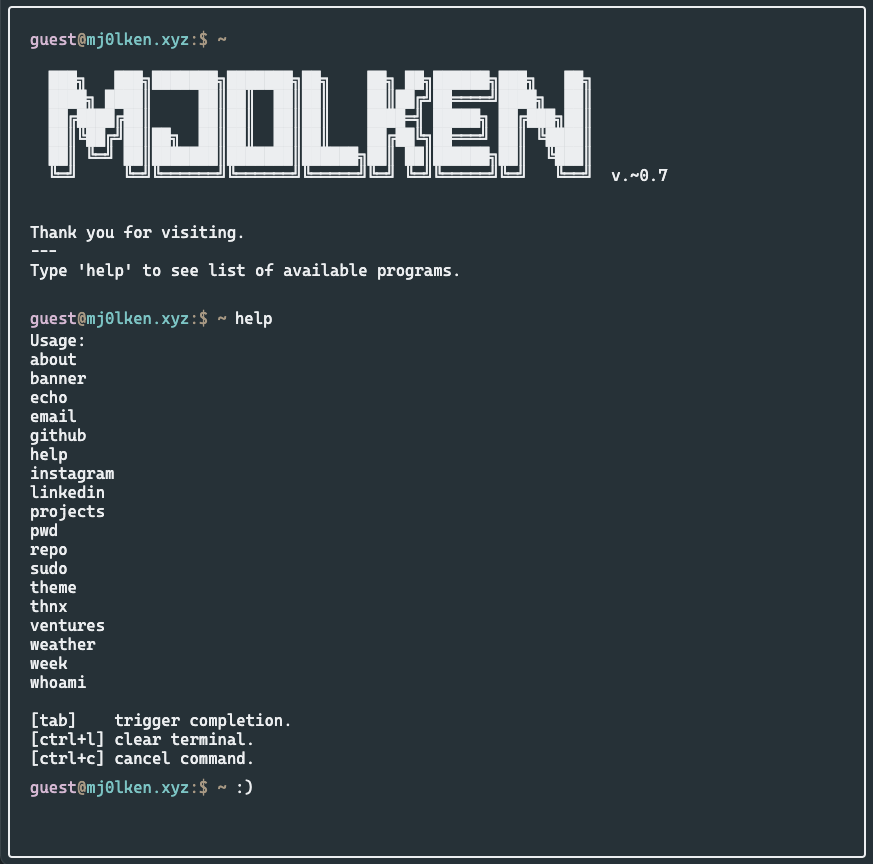 guest@mj0lken.xyz:$ ~
MJOLKEN v.~0.7
Thank you for visiting.
---
Type 'help' to see list of available programs.
guest@mj0lken.xyz:$ ~ help
Usage:
about
banner
echo
email
github
help
instagram
linkedin
projects
pwd
repo
sudo
theme
thnx
ventures
weather
week
whoami
[tab]    trigger completion.
[ctrl+l] clear terminal.
[ctrl+c] cancel command.
guest@mj0lken.xyz:$ ~ :)